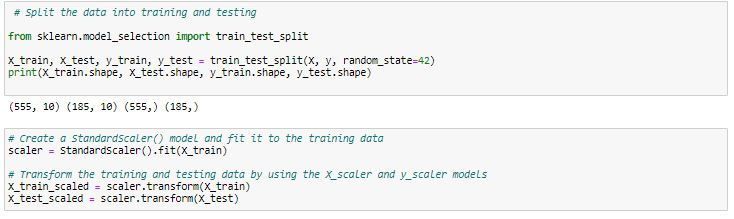 # Split the data into training and testing
from sklearn.model_selection import train_test_split
X_train, X_test, y_train, y_test = train_test_split(X, y, random_state=42)
print(X_train.shape, X_test.shape, y_train.shape, y_test.shape)
(555, 10) (185, 10) (555,) (185,)
# Create a StandardScaler() model and fit it to the training data
scaler = StandardScaler().fit(X_train)
# Transform the training and testing data by using the X_scaler and y_scaler models
X_train_scaled = scaler.transform(X_train)
X_test_scaled = scaler.transform(X_test)